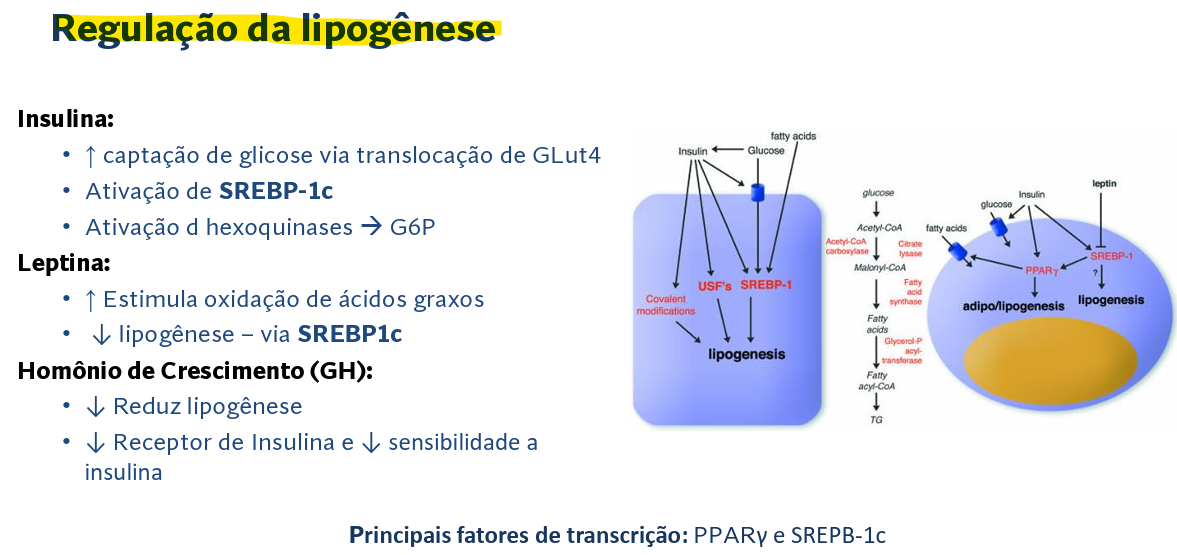 Regulação da lipogênese
Insulina:
• ↑ captação de glicose via translocação de GLut4
• Ativação de SREBP-1c
• Ativação d hexoquinases → G6P
Leptina:
• ↑ Estimula oxidação de ácidos graxos
• ↓ lipogênese – via SREBP1c
Homônio de Crescimento (GH):
• ↓ Reduz lipogênese
• ↓ Receptor de Insulina e ↓ sensibilidade a
insulina
fatty acids
Insulin
Glucose
USF's
SREBP-1
Covalent
modifications
lipogenesis
glucose
Acetyl-CoA
Acetyl-CoA
carboxylase
Citrate
lysase
Malonyl-CoA
Fatty
acid
synthase
Fatty
acids
Glycerol-P
acyl-
transferase
Fatty
acyl-CoA
TG
leptin
Insulin
glucose
fatty acids
PPARγ
SREBP-1
?
adipo/lipogenesis
lipogenesis
Principais fatores de transcrição: PPARγ e SREPB-1c